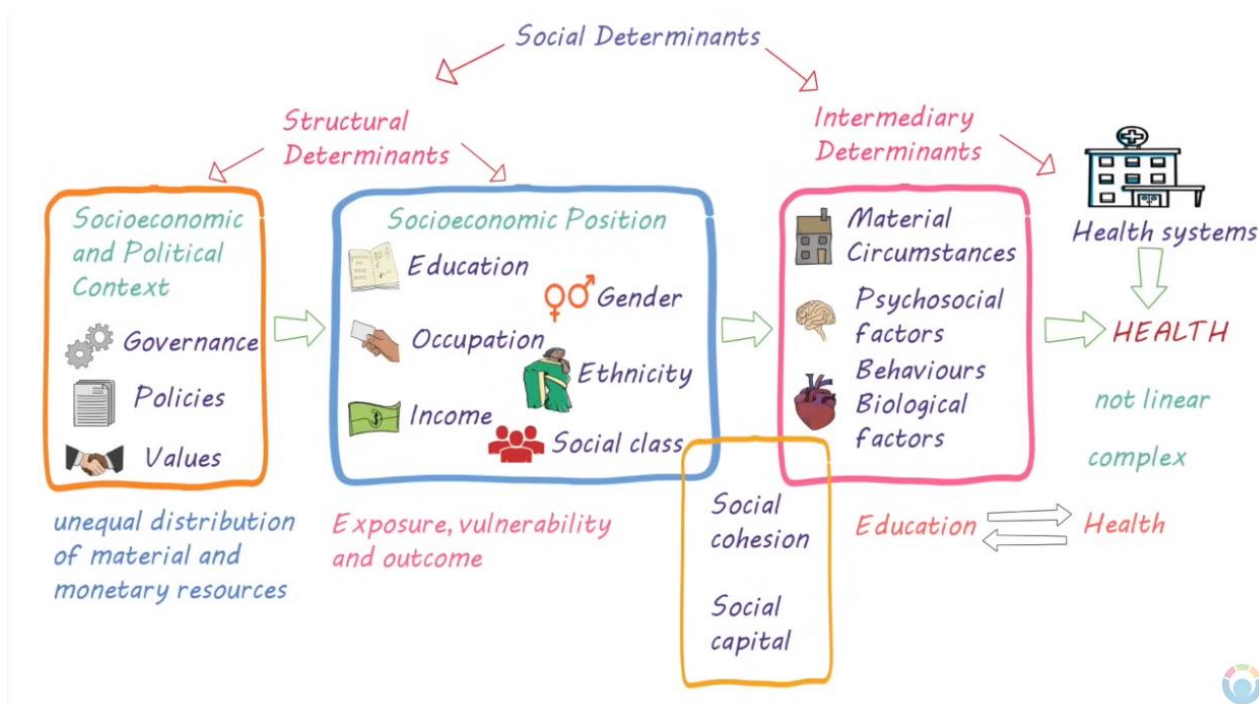 Social Determinants
Structural
Determinants
Intermediary
Determinants
Socioeconomic
and Political
Context
Governance
Policies
Values
Socioeconomic Position
Education
Gender
Occupation
Ethnicity
Income
Social class
Material
Circumstances
Psychosocial
factors
Behaviours
Biological
factors
Health systems
HEALTH
not linear
complex
unequal distribution
of material and
monetary resources
Exposure, vulnerability
and outcome
Social
cohesion
Social
capital
Education
Health